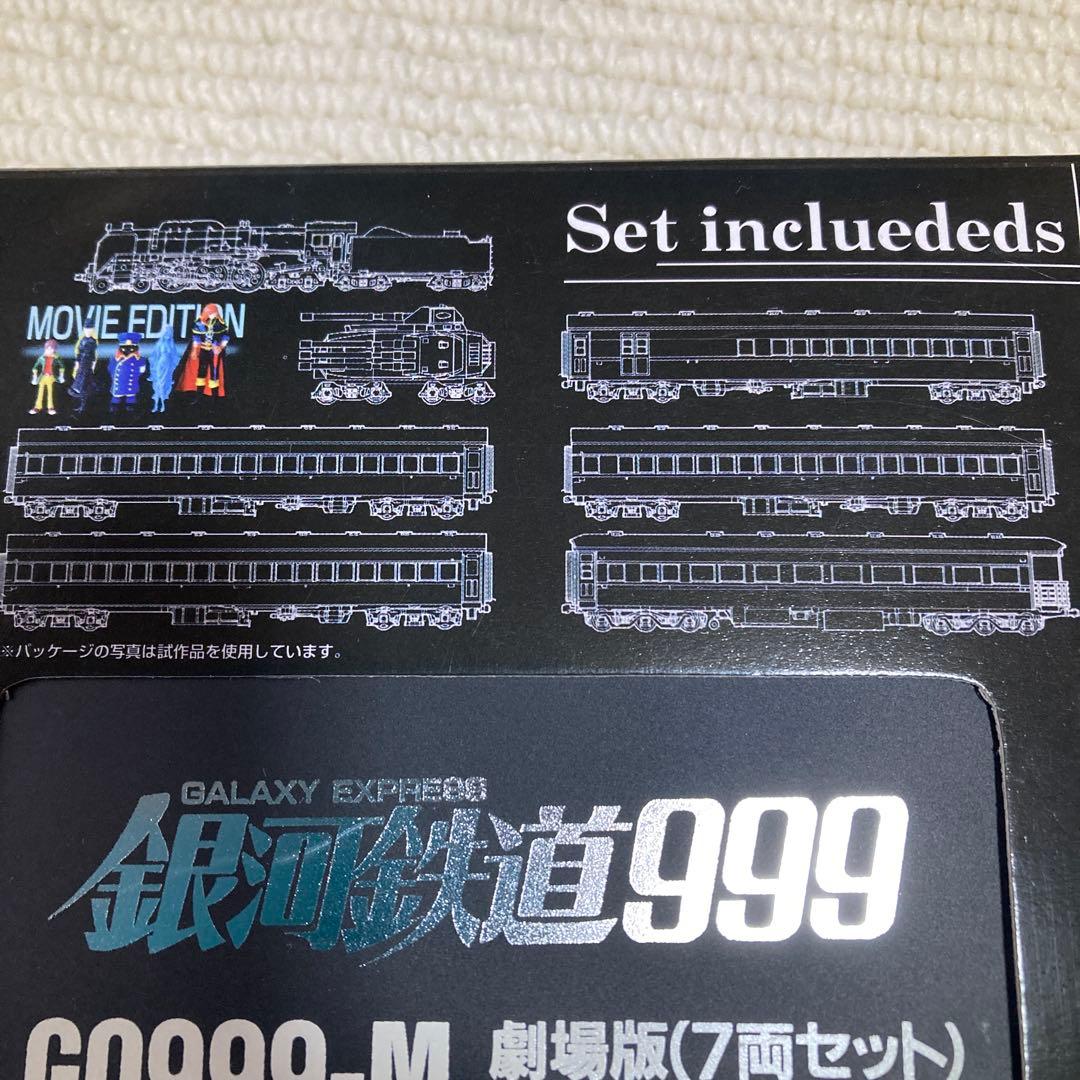 Set incluededs
MOVIE EDITION
※パッケージの写真は試作品を使用しています。
GALAXY EXPRESS
銀河鉄道999
劇場版(7両セット)